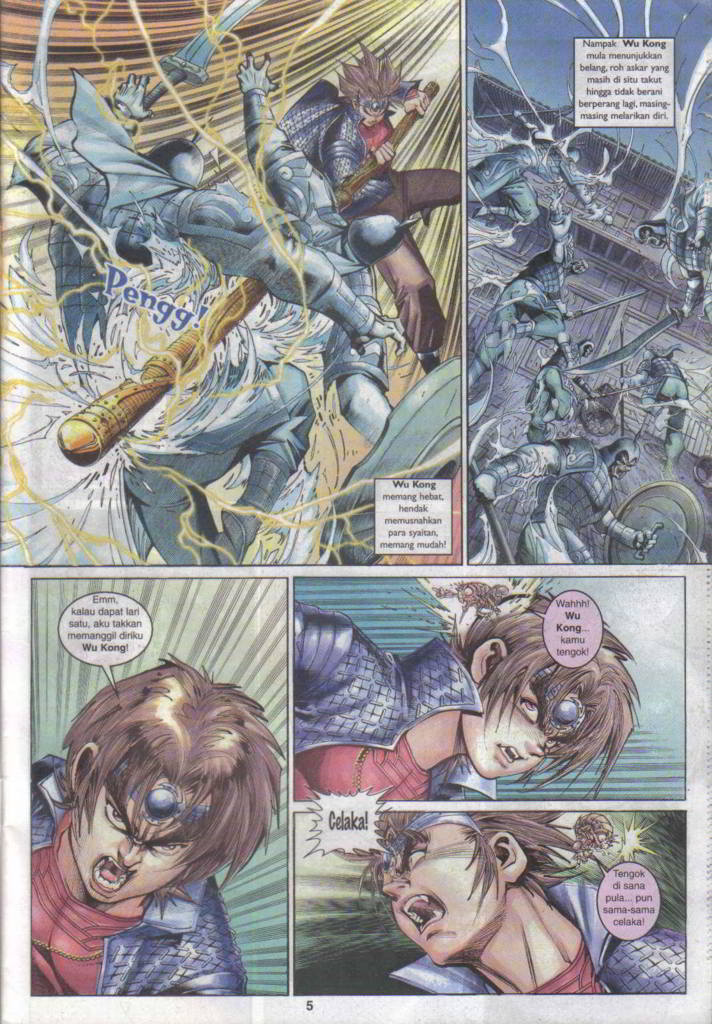 Pengg!
Wu Kong
memang hebat,
hendak
memusnahkan
para syaitan,
memang mudah!
Nampak Wu Kong
mula menunjukkan
belang, roh askar yang
masih di situ takut
hingga tidak berani
berperang lagi, masing-
masing melarikan diri.
Emm,
kalau dapat lari
satu, aku takkan
memanggil diriku
Wu Kong!
Wahhh!
Wu
Kong...
kamu
tengok!
Celaka!
Tengok
di sana
pula... pun
sama-sama
celaka!
5